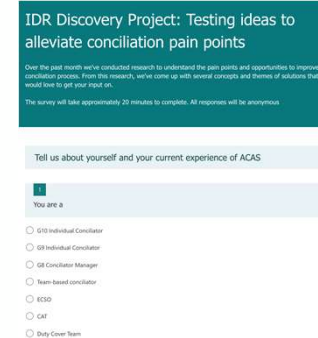 IDR Discovery Project: Testing ideas to
alleviate conciliation pain points
Over the past month we've conducted research to understand the pain points and opportunities to improve
conciliation process. From this research, we've come up with several concepts and themes of solutions that
would love to get your input on.
The survey will take approximately 20 minutes to complete. All responses will be anonymous
Tell us about yourself and your current experience of ACAS
1
You are a
G10 Individual Conciliator
G9 Individual Conciliator
G8 Conciliator Manager
Team-based conciliator
ECSO
CAT
Duty Cover Team